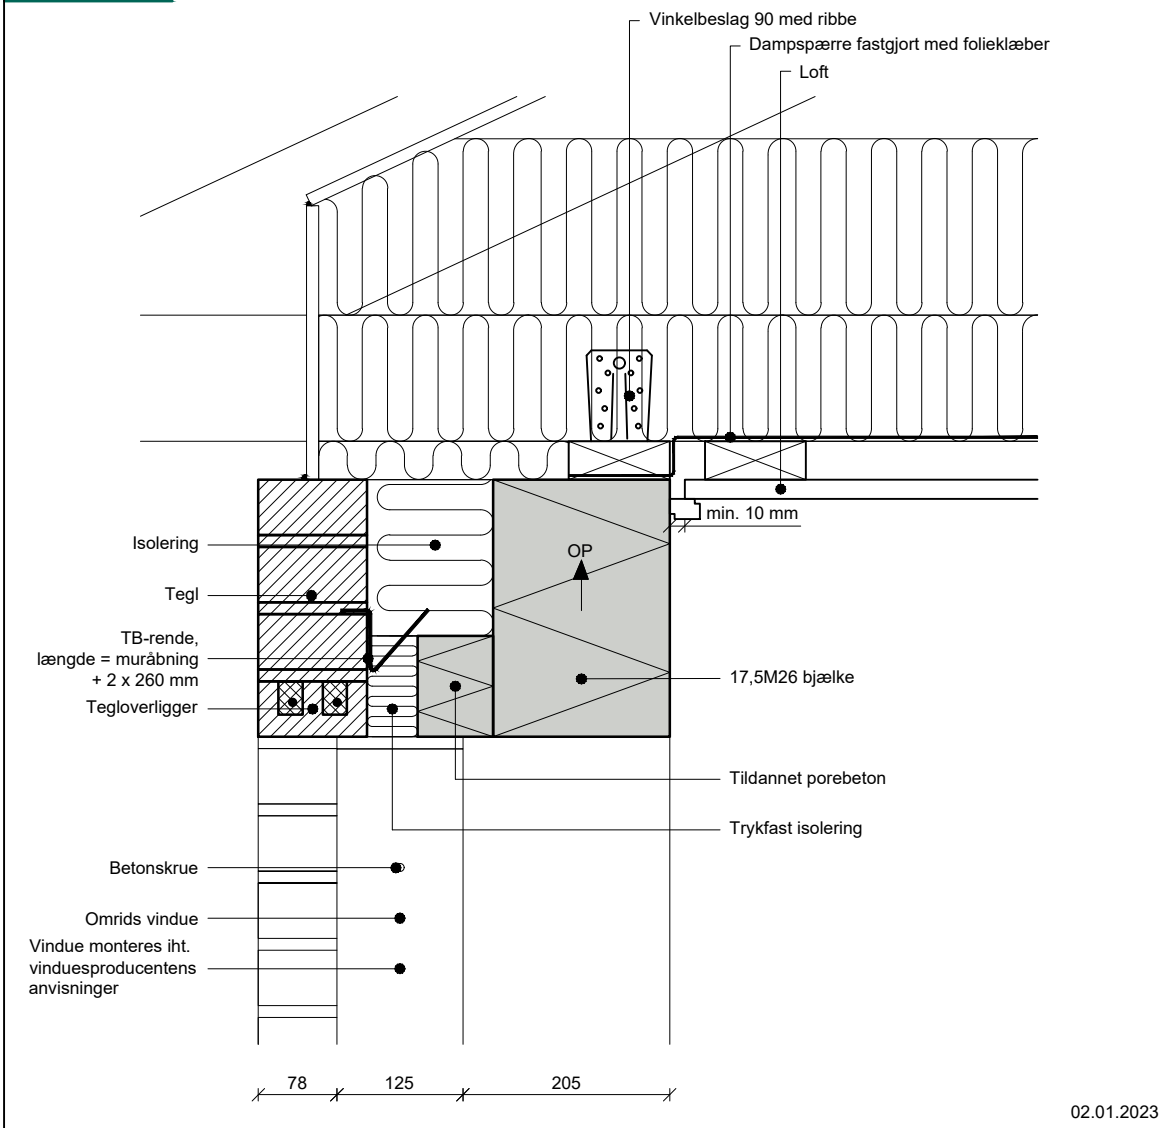 Vinkelbeslag 90 med ribbe
Dampspærre fastgjort med folieklæber
Loft
min. 10 mm
Isolering
OP
Tegl
TB-rende,
længde = muråbning
+ 2 x 260 mm
Tegloverligger
17,5M26 bjælke
Tildannet porebeton
Trykfast isolering
Betonskrue
Omrids vindue
Vindue monteres iht.
vinduesproducentens
anvisninger
78
125
205
02.01.2023